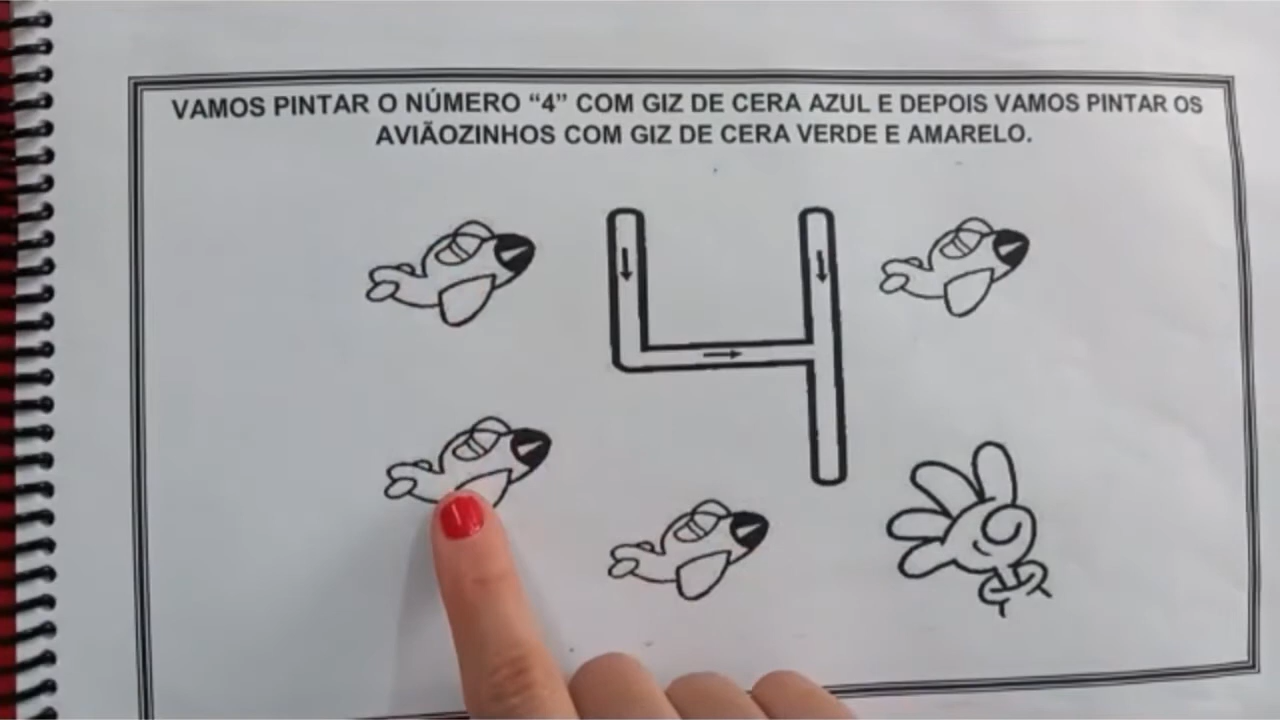 VAMOS PINTAR O NÚMERO “4” COM GIZ DE CERA AZUL E DEPOIS VAMOS PINTAR OS
AVIÃOZINHOS COM GIZ DE CERA VERDE E AMARELO.
4